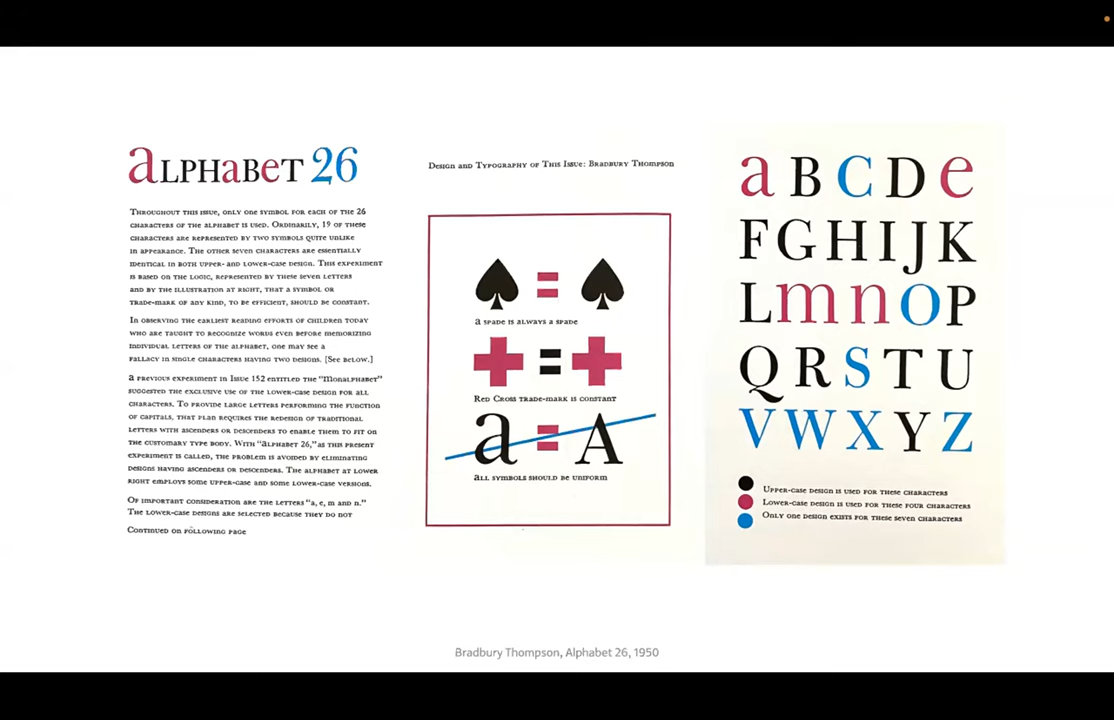 aLPHaBeT 26
THROUGHOUT THIS ISSUE, ONLY ONE SYMBOL FOR EACH OF THE 26
CHARACTERS OF THE ALPHABET IS USED. ORDINARILY, 19 OF THESE
CHARACTERS ARE REPRESENTED BY TWO SYMBOLS QUITE UNLIKE
IN APPEARANCE. THE OTHER SEVEN CHARACTERS ARE ESSENTIALLY
IDENTICAL IN BOTH UPPER- AND LOWER-CASE DESIGN. THIS EXPERIMENT
IS BASED ON THE LOGIC, REPRESENTED BY THESE SEVEN LETTERS
AND BY THE ILLUSTRATION AT RIGHT, THAT A SYMBOL OR
TRADE-MARK OF ANY KIND, TO BE EFFICIENT, SHOULD BE CONSTANT.
IN OBSERVING THE EARLIEST READING EFFORTS OF CHILDREN TODAY
WHO ARE TAUGHT TO RECOGNIZE WORDS EVEN BEFORE MEMORIZING
INDIVIDUAL LETTERS OF THE ALPHABET, ONE MAY SEE A
FALLACY IN SINGLE CHARACTERS HAVING TWO DESIGNS. [SEE BELOW.]
a PREVIOUS EXPERIMENT IN ISSUE 152 ENTITLED THE "MONALPHABET"
SUGGESTED THE EXCLUSIVE USE OF THE LOWER-CASE DESIGN FOR ALL
CHARACTERS. TO PROVIDE LARGE LETTERS PERFORMING THE FUNCTION
OF CAPITALS, THAT PLAN REQUIRES THE REDESIGN OF TRADITIONAL
LETTERS WITH ASCENDERS OR DESCENDERS TO ENABLE THEM TO FIT ON
THE CUSTOMARY TYPE BODY. WITH "aLPHABET 26," AS THIS PRESENT
EXPERIMENT IS CALLED, THE PROBLEM IS AVOIDED BY ELIMINATING
DESIGNS HAVING ASCENDERS OR DESCENDERS. THE ALPHABET AT LOWER
RIGHT EMPLOYS SOME UPPER-CASE AND SOME LOWER-CASE VERSIONS.
OF IMPORTANT CONSIDERATION ARE THE LETTERS "a, e, m AND n."
THE LOWER-CASE DESIGNS ARE SELECTED BECAUSE THEY DO NOT
CONTINUED ON FOLLOWING PAGE
DESIGN AND TYPOGRAPHY OF THIS ISSUE: BRADBURY THOMPSON
=
a SPADE IS ALWAYS A SPADE
=
RED CROSS TRADE-MARK IS CONSTANT
a = A
aLL SYMBOLS SHOULD BE UNIFORM
a B C D e
F G H I J K
L m n O P
Q R S T U
V W X Y Z
UPPER-CASE DESIGN IS USED FOR THESE CHARACTERS
LOWER-CASE DESIGN IS USED FOR THESE FOUR CHARACTERS
ONLY ONE DESIGN EXISTS FOR THESE SEVEN CHARACTERS
Bradbury Thompson, Alphabet 26, 1950